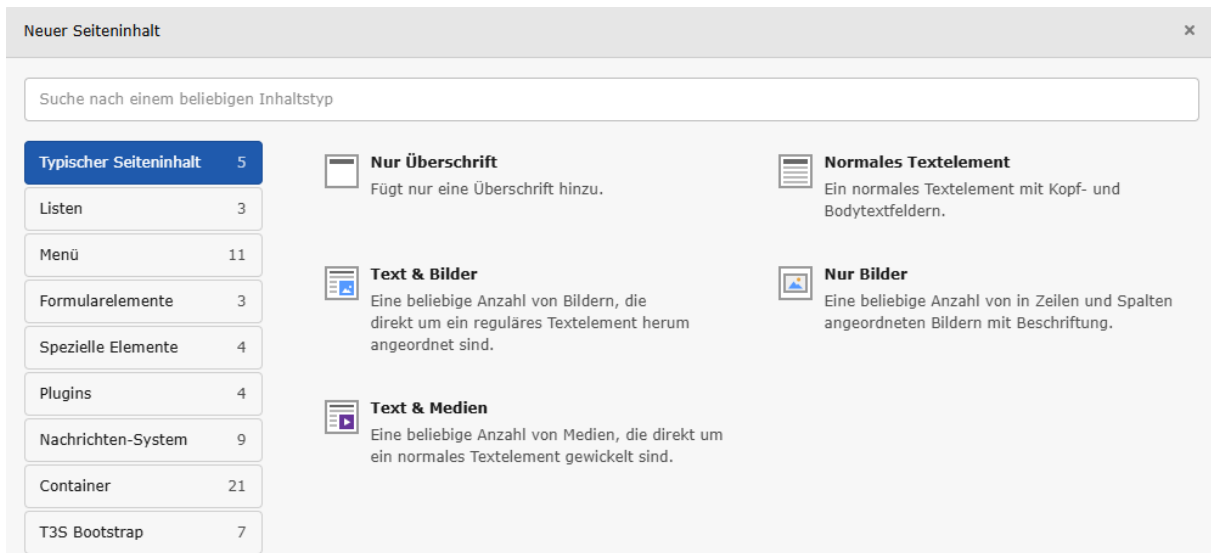 Neuer Seiteninhalt ×
Suche nach einem beliebigen Inhaltstyp
Typischer Seiteninhalt 5
Listen 3
Menü 11
Formularelemente 3
Spezielle Elemente 4
Plugins 4
Nachrichten-System 9
Container 21
T3S Bootstrap 7
Nur Überschrift
Fügt nur eine Überschrift hinzu.
Normales Textelement
Ein normales Textelement mit Kopf- und
Bodytextfeldern.
Text & Bilder
Eine beliebige Anzahl von Bildern, die
direkt um ein reguläres Textelement herum
angeordnet sind.
Nur Bilder
Eine beliebige Anzahl von in Zeilen und Spalten
angeordneten Bildern mit Beschriftung.
Text & Medien
Eine beliebige Anzahl von Medien, die direkt um
ein normales Textelement gewickelt sind.